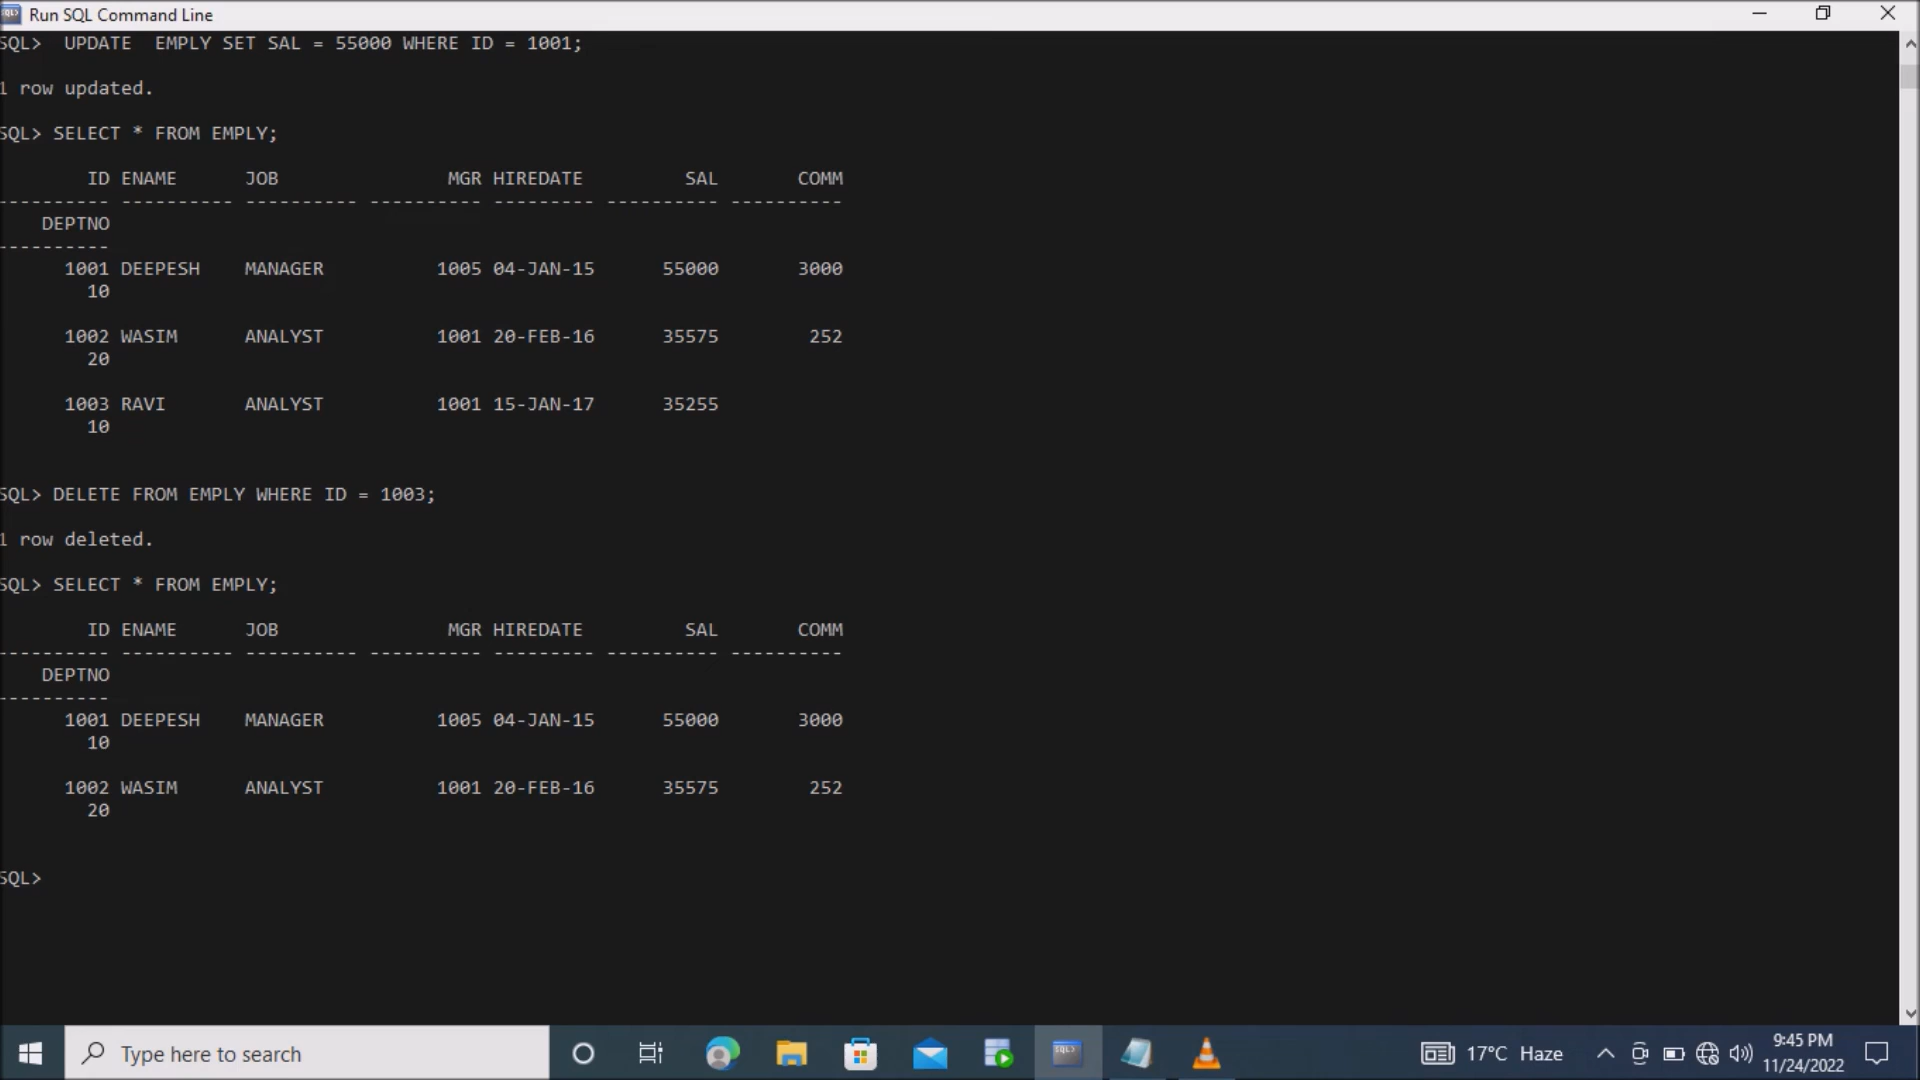 Run SQL Command Line
SQL>  UPDATE  EMPLY SET SAL = 55000 WHERE ID = 1001;
1 row updated.
SQL> SELECT * FROM EMPLY;
        ID ENAME      JOB               MGR HIREDATE         SAL       COMM
---------- ---------- ---------- ---------- --------- ---------- ----------
    DEPTNO
----------
      1001 DEEPESH    MANAGER          1005 04-JAN-15      55000       3000
        10
      1002 WASIM      ANALYST          1001 20-FEB-16      35575        252
        20
      1003 RAVI       ANALYST          1001 15-JAN-17      35255
        10
SQL> DELETE FROM EMPLY WHERE ID = 1003;
1 row deleted.
SQL> SELECT * FROM EMPLY;
        ID ENAME      JOB               MGR HIREDATE         SAL       COMM
---------- ---------- ---------- ---------- --------- ---------- ----------
    DEPTNO
----------
      1001 DEEPESH    MANAGER          1005 04-JAN-15      55000       3000
        10
      1002 WASIM      ANALYST          1001 20-FEB-16      35575        252
        20
SQL>
Type here to search
17°C Haze
9:45 PM
11/24/2022